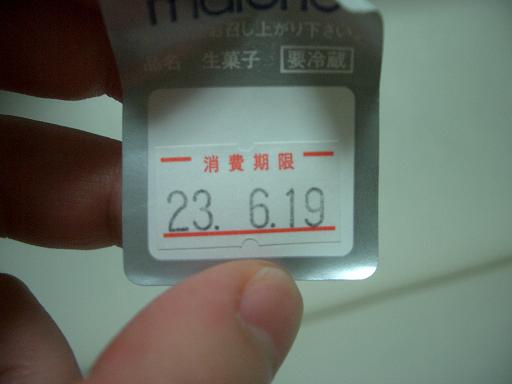 お召し上がり下さい。
品名 生菓子 要冷蔵
消費期限
23. 6.19